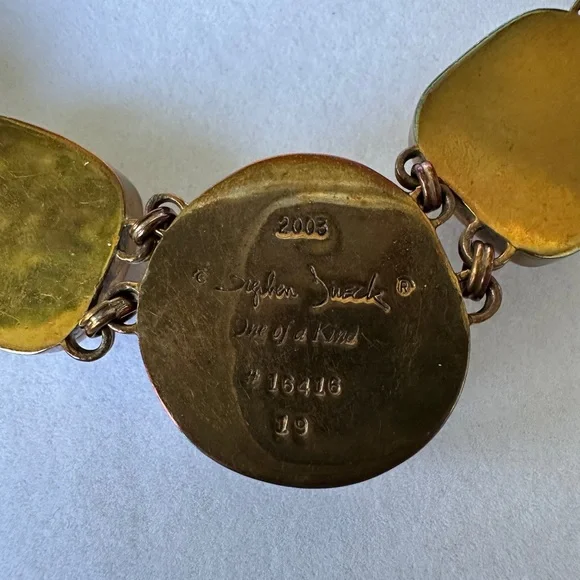 2003
© Stephen Dweck ®
One of a Kind
# 16416
19